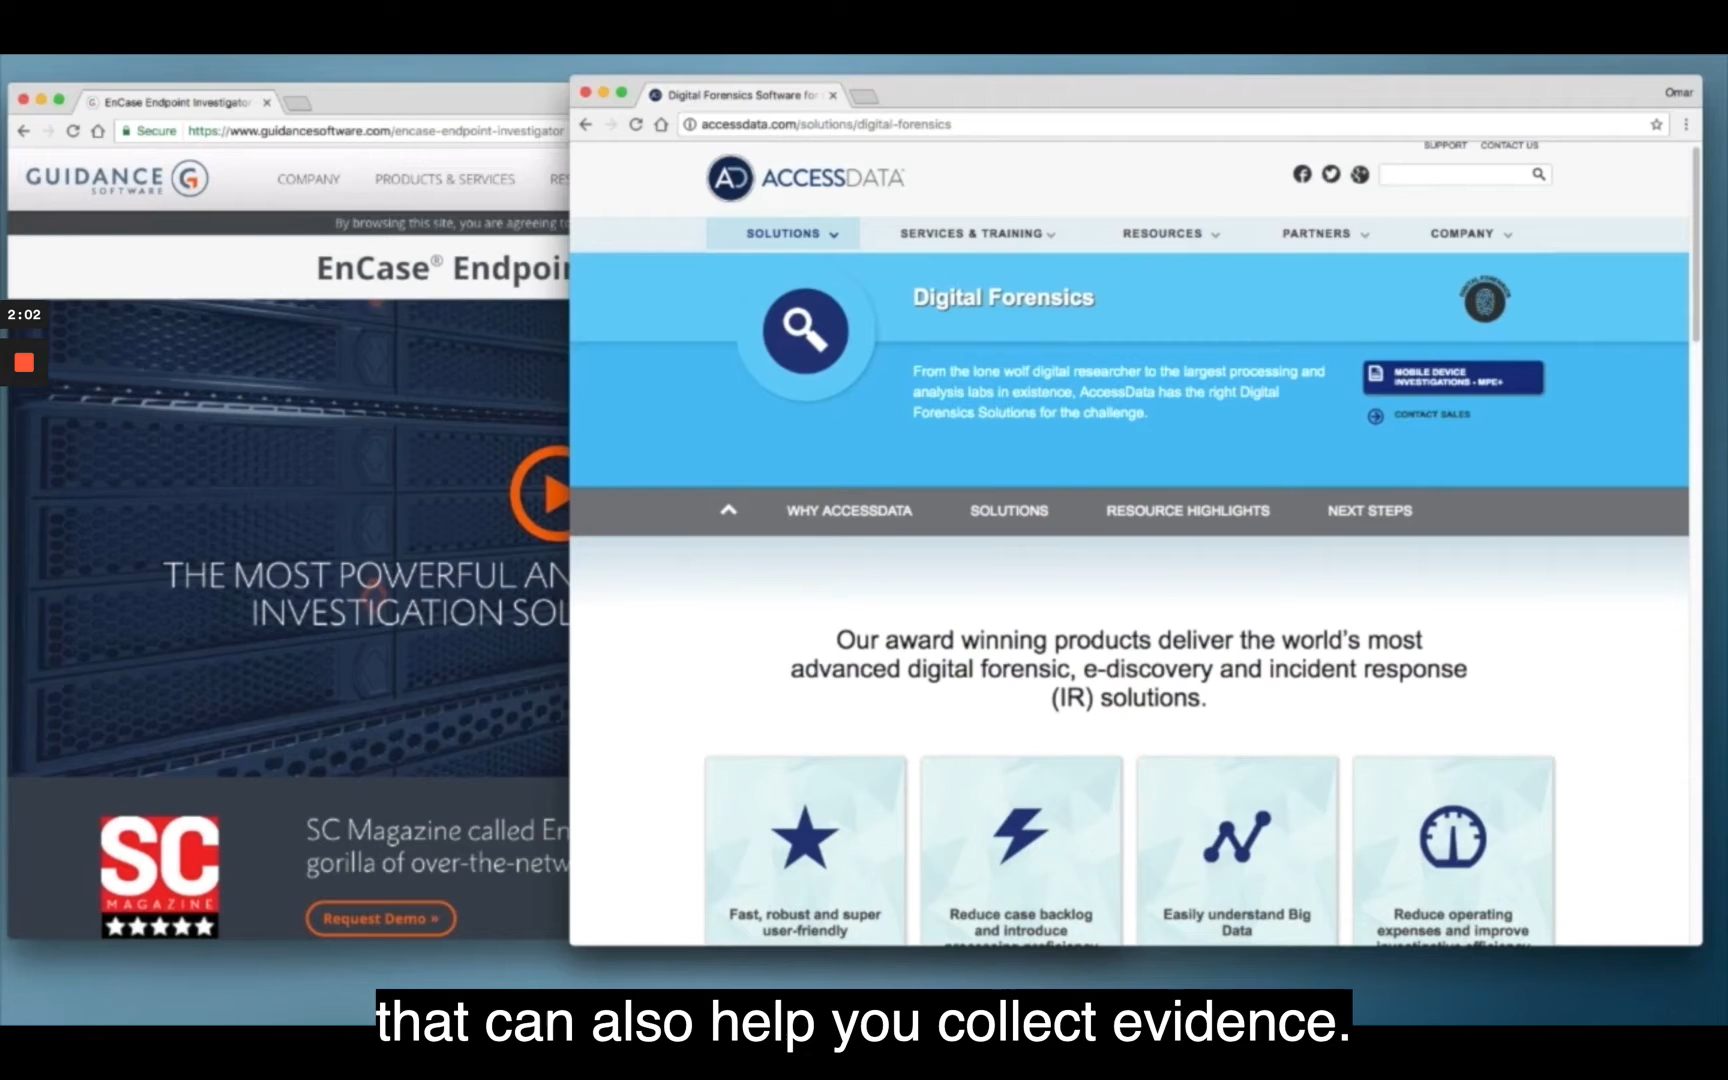 EnCase Endpoint Investigator
Secure https://www.guidancesoftware.com/encase-endpoint-investigator
GUIDANCE
SOFTWARE
COMPANY PRODUCTS & SERVICES
By browsing this site, you are agreeing to
EnCase® Endpoin
2:02
THE MOST POWERFUL AN
INVESTIGATION SOL
SC
MAGAZINE
SC Magazine called En
gorilla of over-the-netw
Request Demo »
Digital Forensics Software for
Omar
accessdata.com/solutions/digital-forensics
SUPPORT CONTACT US
AD ACCESSDATA
SOLUTIONS SERVICES & TRAINING RESOURCES PARTNERS COMPANY
Digital Forensics
DIGITAL FORENSICS
From the lone wolf digital researcher to the largest processing and
analysis labs in existence, AccessData has the right Digital
Forensics Solutions for the challenge.
MOBILE DEVICE
INVESTIGATIONS - MPE+
CONTACT SALES
WHY ACCESSDATA SOLUTIONS RESOURCE HIGHLIGHTS NEXT STEPS
Our award winning products deliver the world's most
advanced digital forensic, e-discovery and incident response
(IR) solutions.
Fast, robust and super
user-friendly
Reduce case backlog
and introduce
Easily understand Big
Data
Reduce operating
expenses and improve
that can also help you collect evidence.